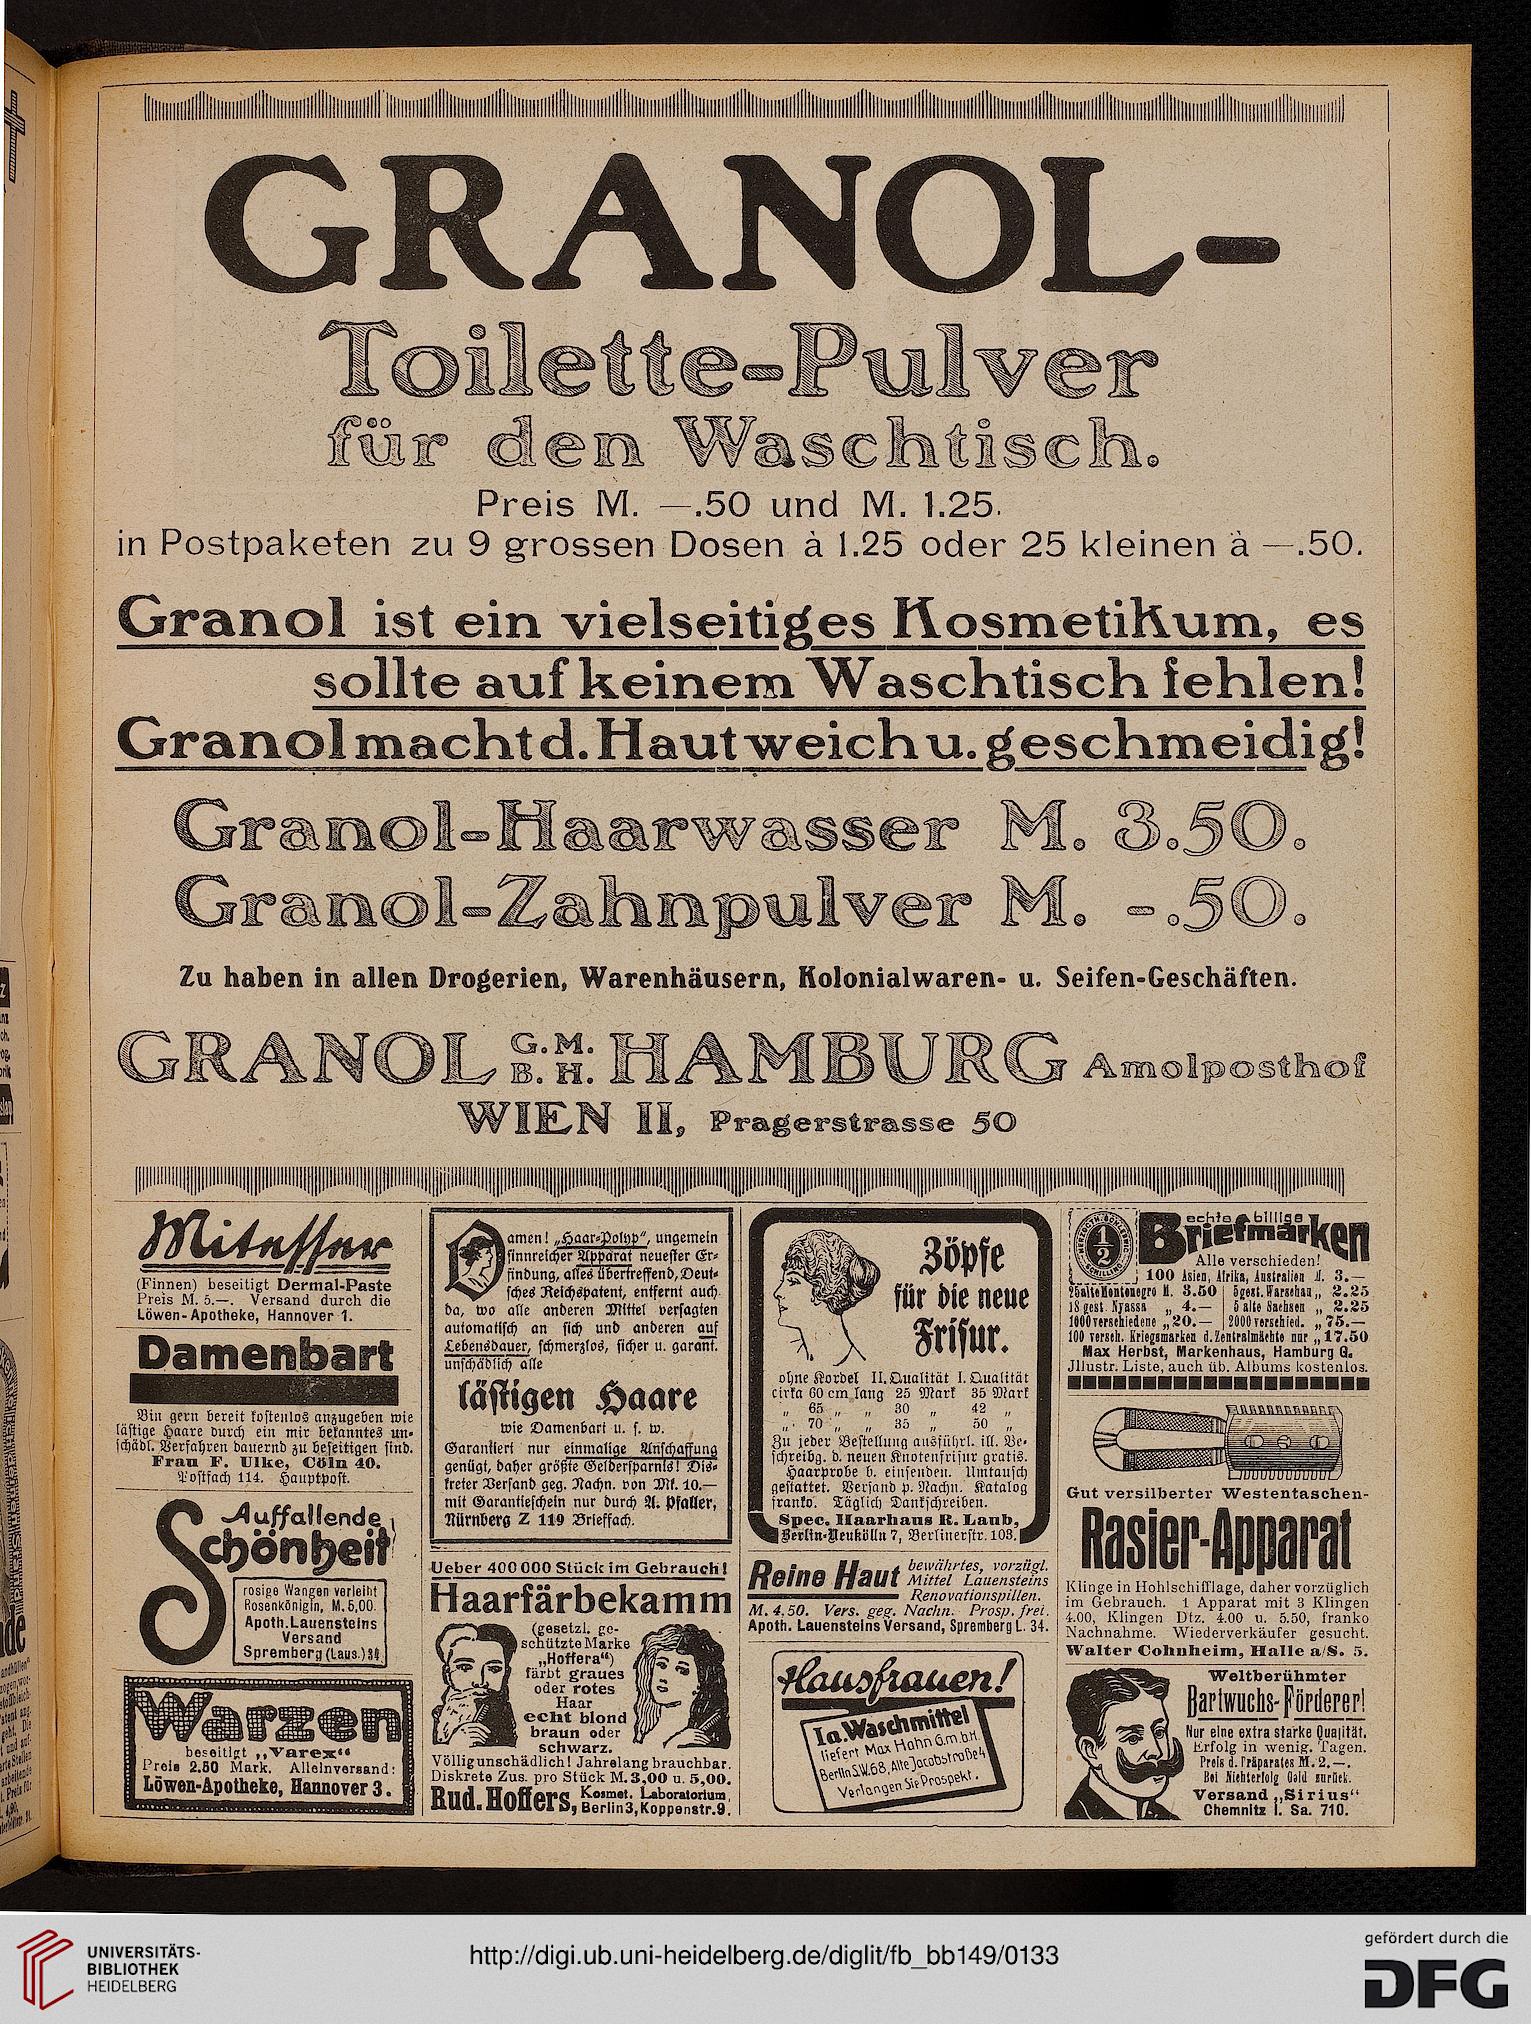 GRANOL-
Toilette-Pulver
für den Waschtisch.
Preis M. —.50 und M. 1.25.
in Postpaketen zu 9 grossen Dosen à 1.25 oder 25 kleinen à —.50.
Granol ist ein vielseitiges Kosmetikum, es
sollte auf keinem Waschtisch fehlen!
Granol macht d. Haut weich u. geschmeidig!
Granol-Haarwasser M. 3.50.
Granol-Zahnpulver M. -.50.
Zu haben in allen Drogerien, Warenhäusern, Kolonialwaren- u. Seifen-Geschäften.
GRANOL G.M.B.H. HAMBURG Amolposthof
WIEN II, Pragerstrasse 50
Mitesser
(Finnen) beseitigt Dermal-Paste
Preis M. 5.—. Versand durch die
Löwen-Apotheke, Hannover 1.
Damenbart
Bin gern bereit kostenlos anzugeben wie
lästige Haare durch ein mir bekanntes un-
schädl. Verfahren dauernd zu beseitigen sind.
Frau F. Ulke, Cöln 40.
Postfach 114. Hauptpost.
Auffallende
Schönheit
rosige Wangen verleiht
Rosenkönigin, M. 5,00.
Apoth. Lauensteins
Versand
Spremberg (Laus.) 34
Warzen
beseitigt „Varex“
Preis 2.50 Mark. Alleinversand:
Löwen-Apotheke, Hannover 3.
Damen! „Haar-Polyp“, ungemein
sinnreicher Apparat neuester Er-
findung, alles übertreffend, Deut-
sches Reichspatent, entfernt auch
da, wo alle anderen Mittel versagten
automatisch an sich und anderen auf
Lebensdauer, schmerzlos, sicher u. garant.
unschädlich alle
lästigen Haare
wie Damenbart u. s. w.
Garantiert nur einmalige Anschaffung
genügt, daher größte Geldersparnis! Dis-
kreter Versand geg. Nachn. von Mk. 10.—
mit Garantieschein nur durch A. Pfaller,
Nürnberg Z 119 Brieffach.
Ueber 400 000 Stück im Gebrauch!
Haarfärbekamm
(gesetzl. ge-
schützte Marke
„Hoffera“)
färbt graues
oder rotes
Haar
echt blond
braun oder
schwarz.
Völlig unschädlich! Jahrelang brauchbar.
Diskrete Zus. pro Stück M. 3,00 u. 5,00.
Rud. Hoffers, Kosmet. Laboratorium,
Berlin 3, Koppenstr. 9.
Zöpfe
für die neue
Frisur.
ohne Kordel II. Qualität I. Qualität
cirka 60 cm lang 25 Mark 35 Mark
„ 65 „ „ 30 „ 42 „
„ 70 „ „ 35 „ 50 „
Zu jeder Bestellung ausführl. ill. Be-
schreibg. d. neuen Knotenfrisur gratis.
Haarprobe b. einsenden. Umtausch
gestattet. Versand p. Nachn. Katalog
franko. Täglich Dankschreiben.
Spec. Haarhaus R. Laub,
Berlin-Neukölln 7, Berlinerstr. 103.
Reine Haut bewährtes, vorzügl.
Mittel Lauensteins
Renovationspillen.
M. 4.50. Vers. geg. Nachn. Prosp. frei.
Apoth. Lauensteins Versand, Spremberg L. 34.
Hausfrauen!
Ia. Waschmittel
liefert Max Hahn G.m.b.H.
Berlin S.W. 68, Alte Jacobstraße 4
Verlangen Sie Prospekt.
echte billige
Briefmarken
1/2
SCHILLING
Alle verschieden!
100 Asien, Afrika, Australien M. 3.—
25 alte Montenegro M. 3.50 5 gest. Warschau „ 2.25
18 gest. Nyassa „ 4.— 5 alte Sachsen „ 2.25
1000 verschiedene „ 20.— 2000 verschied. „ 75.—
100 versch. Kriegsmarken d. Zentralmächte nur „ 17.50
Max Herbst, Markenhaus, Hamburg G.
Jllustr. Liste, auch üb. Albums kostenlos.
Gut versilberter Westentaschen-
Rasier-Apparat
Klinge in Hohlschifflage, daher vorzüglich
im Gebrauch. 1 Apparat mit 3 Klingen
4.00, Klingen Dtz. 4.00 u. 5.50, franko
Nachnahme. Wiederverkäufer gesucht.
Walter Cohnheim, Halle a/S. 5.
Weltberühmter
Bartwuchs-Förderer!
Nur eine extra starke Qualität.
Erfolg in wenig. Tagen.
Preis d. Präparates M. 2.—.
Bei Nichterfolg Geld zurück.
Versand „Sirius“
Chemnitz i. Sa. 710.
UNIVERSITÄTS-
BIBLIOTHEK
HEIDELBERG
http://digi.ub.uni-heidelberg.de/diglit/fb_bb149/0133
gefördert durch die
DFG